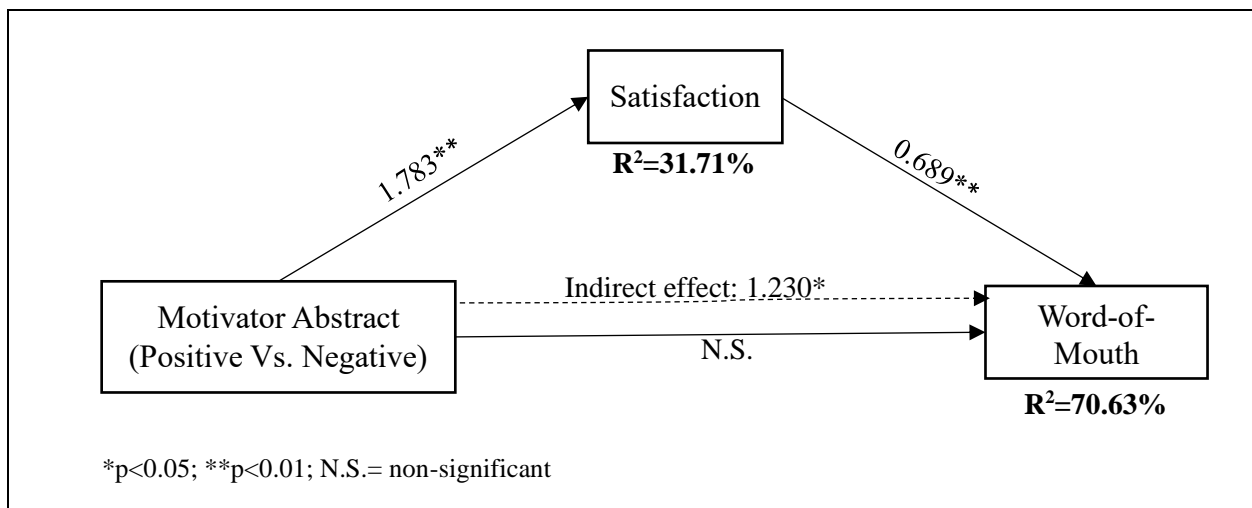 Satisfaction
R²=31.71%
1.783**
0.689**
Indirect effect: 1.230*
Motivator Abstract
(Positive Vs. Negative)
N.S.
Word-of-
Mouth
R²=70.63%
*p<0.05; **p<0.01; N.S.= non-significant